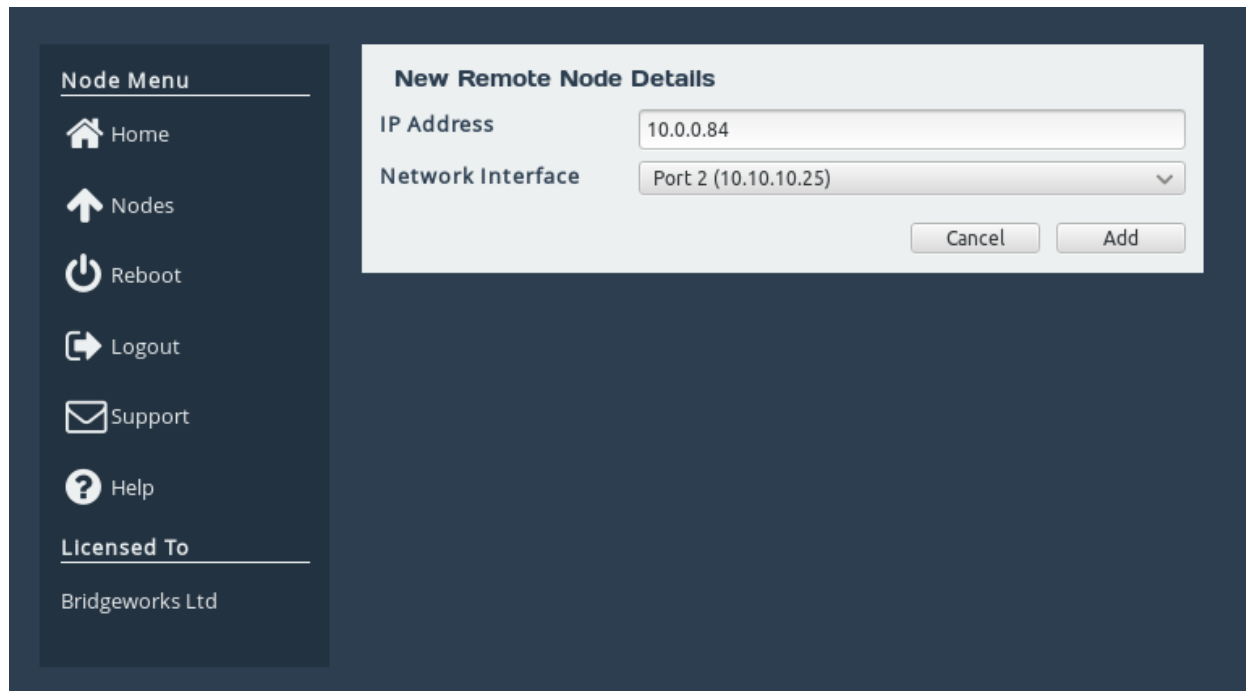 Node Menu
Home
Nodes
Reboot
Logout
Support
Help
Licensed To
Bridgeworks Ltd
New Remote Node Details
IP Address
10.0.0.84
Network Interface
Port 2 (10.10.10.25)
Cancel
Add